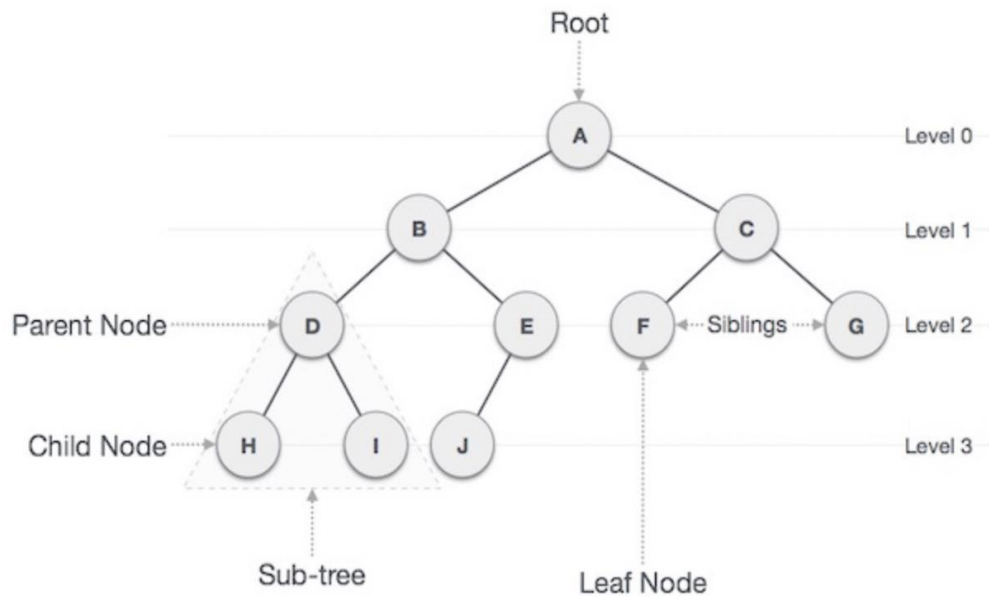 Root
A
Level 0
B
C
Level 1
Parent Node
D
E
F
Siblings
G
Level 2
Child Node
H
I
J
Level 3
Sub-tree
Leaf Node